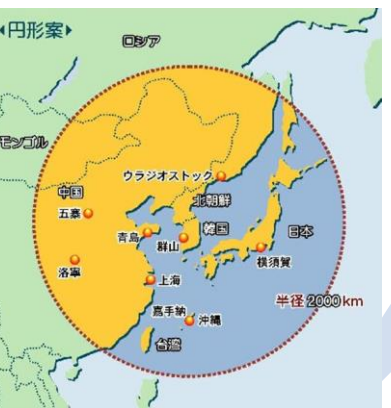 ◀円形案▶
ロシア
モンゴル
ウラジオストック
中国
北朝鮮
五寨
青島
群山
韓国
日本
横須賀
洛寧
上海
半径2000km
嘉手納
沖縄
台湾